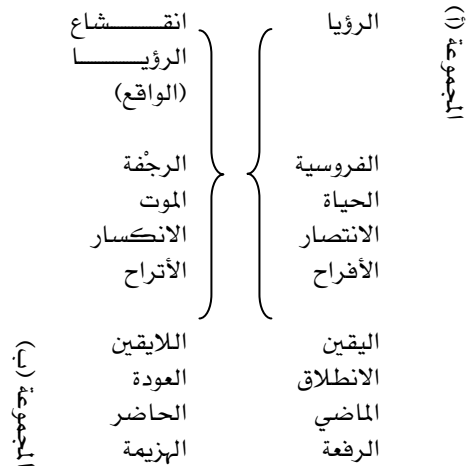 المجموعة (أ)
الرؤيا انقشاع
الرؤيا
(الواقع)
الفروسية الرجْفة
الحياة الموت
الانتصار الانكسار
الأفراح الأتراح
المجموعة (ب)
اليقين اللايقين
الانطلاق العودة
الماضي الحاضر
الرفعة الهزيمة